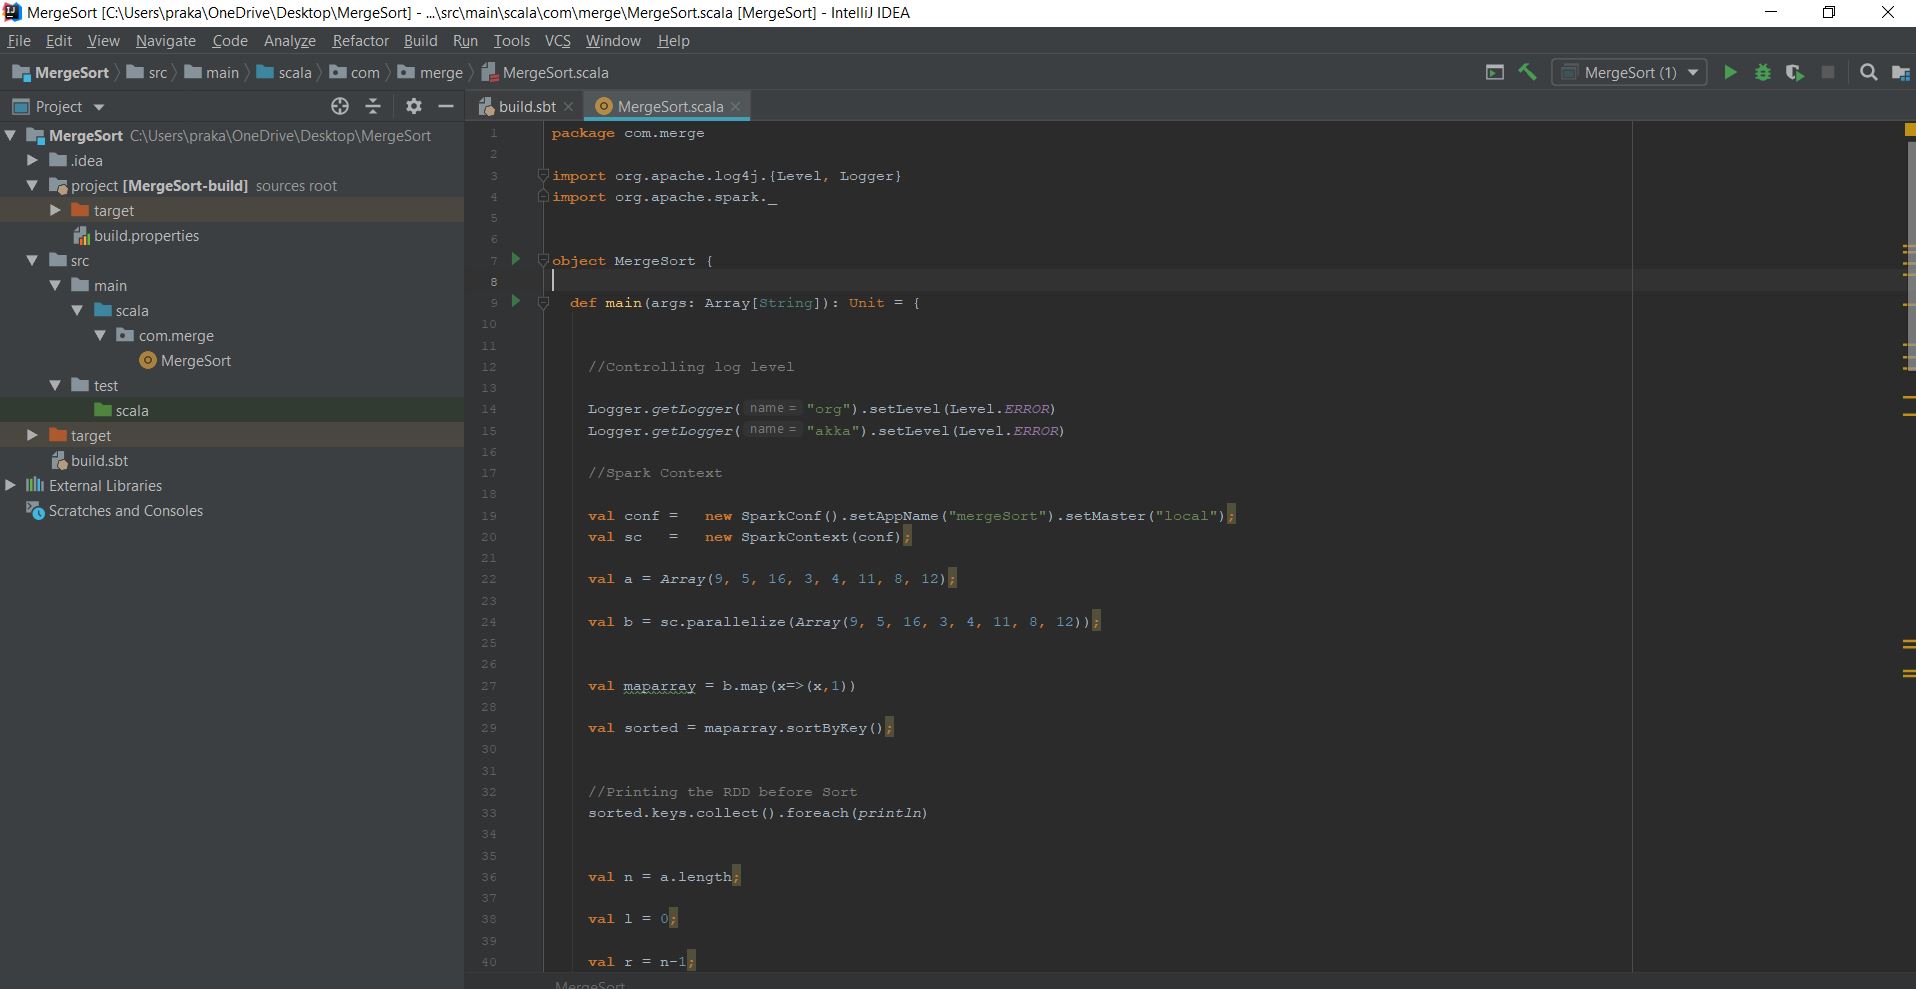 MergeSort [C:\Users\praka\OneDrive\Desktop\MergeSort] - ...\src\main\scala\com\merge\MergeSort.scala [MergeSort] - IntelliJ IDEA
File Edit View Navigate Code Analyze Refactor Build Run Tools VCS Window Help
MergeSort src main scala com merge MergeSort.scala MergeSort (1)
Project
build.sbt MergeSort.scala
MergeSort C:\Users\praka\OneDrive\Desktop\MergeSort
.idea
project [MergeSort-build] sources root
target
build.properties
src
main
scala
com.merge
MergeSort
test
scala
target
build.sbt
External Libraries
Scratches and Consoles
1 package com.merge
2
3 import org.apache.log4j.{Level, Logger}
4 import org.apache.spark._
5
6
7 object MergeSort {
8
9 def main(args: Array[String]): Unit = {
10
11
12 //Controlling log level
13
14 Logger.getLogger( name = "org").setLevel(Level.ERROR)
15 Logger.getLogger( name = "akka").setLevel(Level.ERROR)
16
17 //Spark Context
18
19 val conf = new SparkConf().setAppName("mergeSort").setMaster("local");
20 val sc = new SparkContext(conf);
21
22 val a = Array(9, 5, 16, 3, 4, 11, 8, 12);
23
24 val b = sc.parallelize(Array(9, 5, 16, 3, 4, 11, 8, 12));
25
26
27 val maparray = b.map(x=>(x,1))
28
29 val sorted = maparray.sortByKey();
30
31
32 //Printing the RDD before Sort
33 sorted.keys.collect().foreach(println)
34
35
36 val n = a.length;
37
38 val l = 0;
39
40 val r = n-1;
MergeSort